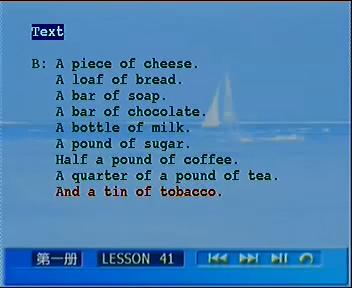 Text
B: A piece of cheese.
A loaf of bread.
A bar of soap.
A bar of chocolate.
A bottle of milk.
A pound of sugar.
Half a pound of coffee.
A quarter of a pound of tea.
And a tin of tobacco.
第一册 LESSON 41